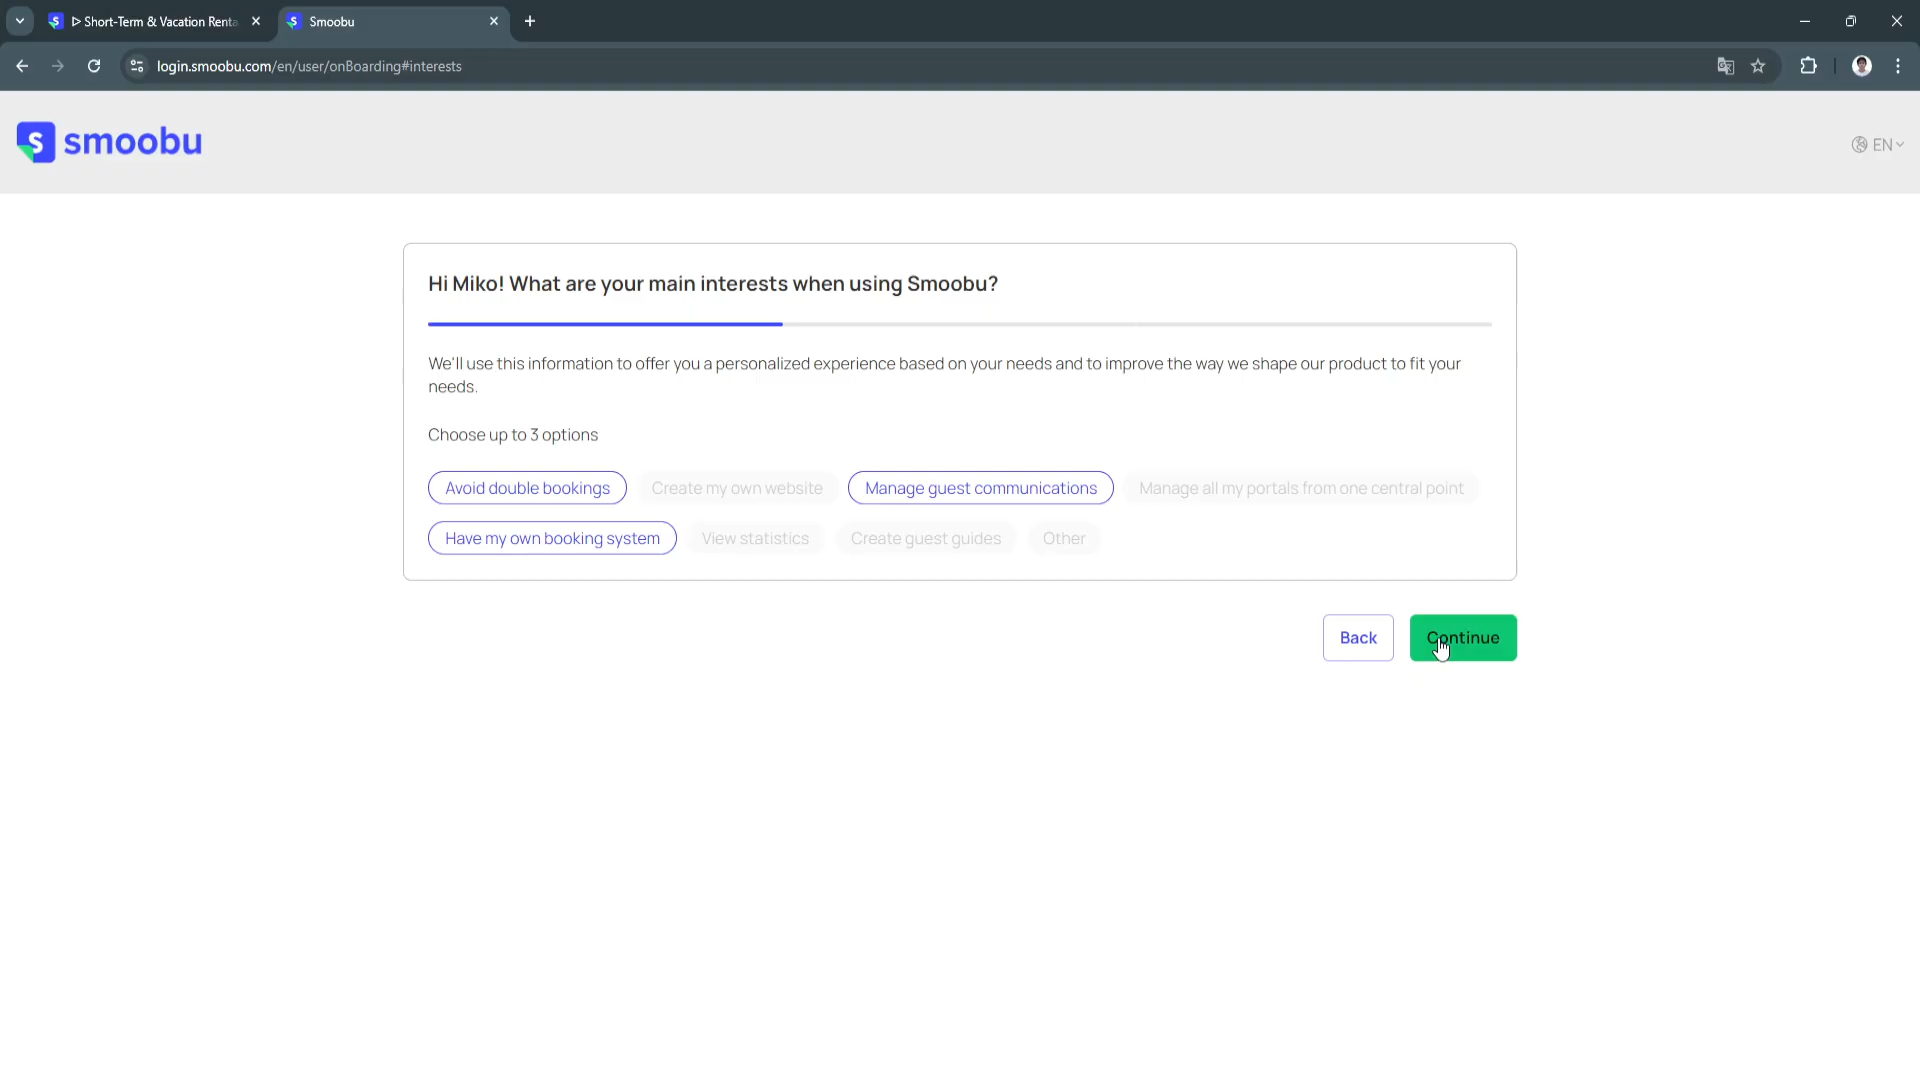 ▷ Short-Term & Vacation Renta
Smoobu
login.smoobu.com/en/user/onBoarding#interests
smoobu
EN
Hi Miko! What are your main interests when using Smoobu?
We'll use this information to offer you a personalized experience based on your needs and to improve the way we shape our product to fit your
needs.
Choose up to 3 options
Avoid double bookings Create my own website Manage guest communications Manage all my portals from one central point
Have my own booking system View statistics Create guest guides Other
Back Continue